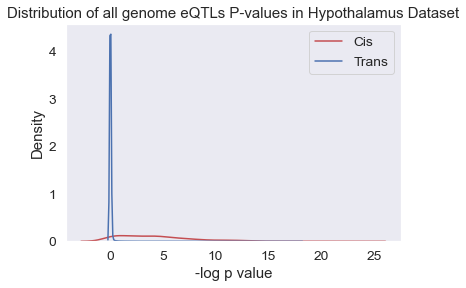 Distribution of all genome eQTLs P-values in Hypothalamus Dataset
Cis
Trans
Density
4
3
2
1
0
0 5 10 15 20 25
-log p value